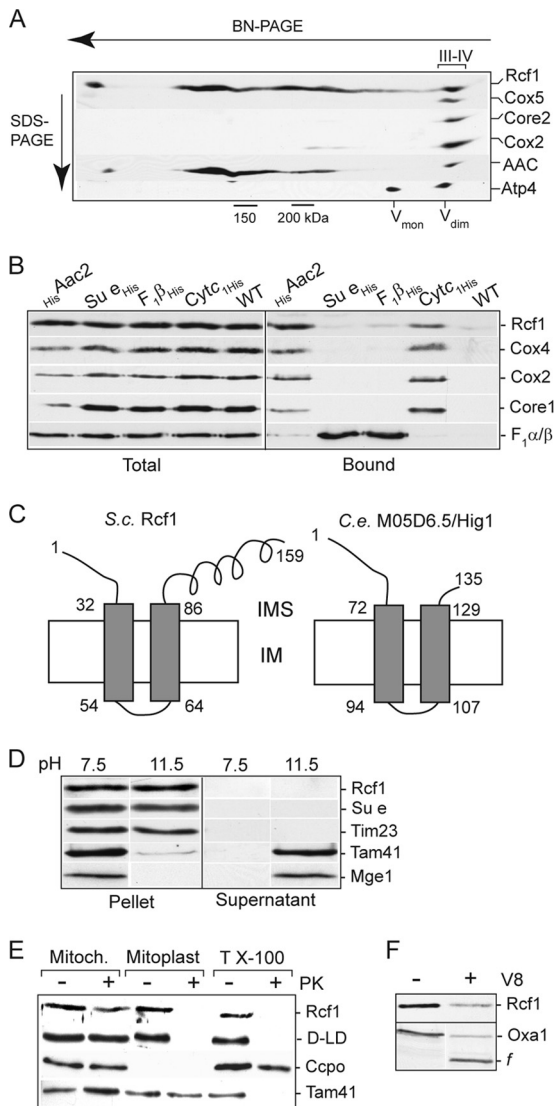 A
BN-PAGE
III-IV
SDS-
PAGE
Rcf1
Cox5
Core2
Cox2
AAC
Atp4
150 200 kDa Vmon Vdim
B
HisAac2 Su eHis F1βHis Cytc1His WT HisAac2 Su eHis F1βHis Cytc1His WT
Rcf1
Cox4
Cox2
Core1
F1α/β
Total Bound
C
S.c. Rcf1 C.e. M05D6.5/Hig1
1 159 1 135
32 86 IMS 72 129
IM
54 64 94 107
D
pH 7.5 11.5 7.5 11.5
Rcf1
Su e
Tim23
Tam41
Mge1
Pellet Supernatant
E
Mitoch. Mitoplast T X-100
- + - + - + PK
Rcf1
D-LD
Ccpo
Tam41
F
- + V8
Rcf1
Oxa1
f